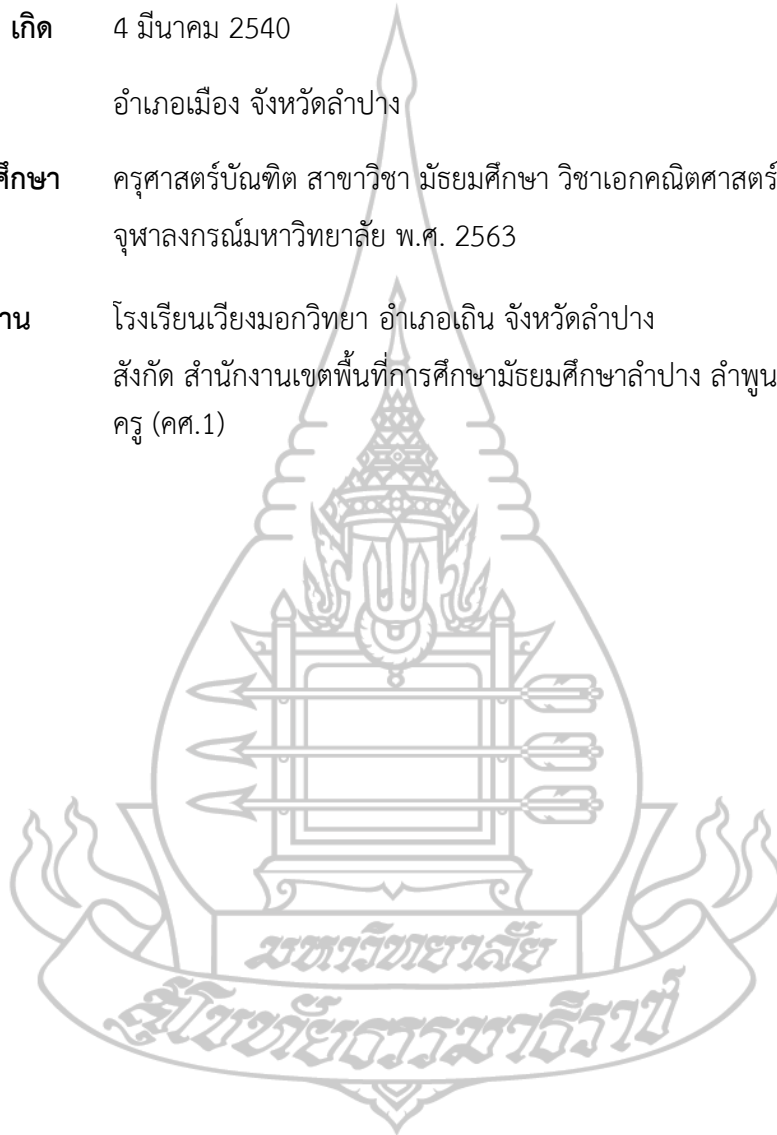 เกิด 4 มีนาคม 2540
อำเภอเมือง จังหวัดลำปาง
ศึกษา ครุศาสตร์บัณฑิต สาขาวิชา มัธยมศึกษา วิชาเอกคณิตศาสตร์
จุฬาลงกรณ์มหาวิทยาลัย พ.ศ. 2563
าน โรงเรียนเวียงมอกวิทยา อำเภอเถิน จังหวัดลำปาง
สังกัด สำนักงานเขตพื้นที่การศึกษามัธยมศึกษาลำปาง ลำพูน
ครู (คศ.1)
มหาวิทยาลัย
สุโขทัยธรรมาธิราช